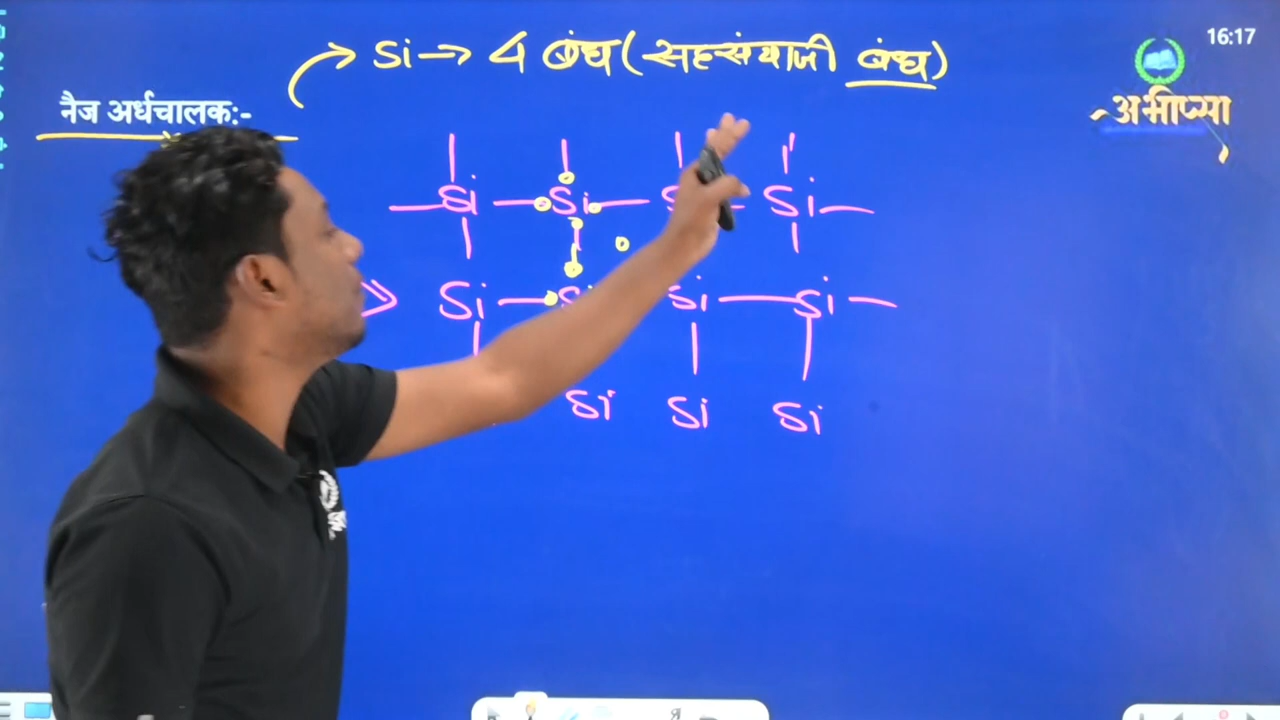 Si → 4 बंध (सहसंयोजी बंध)
16:17
अभीप्सा
नैज अर्धचालक:-
Si Si Si Si
Si Si Si Si
Si Si Si